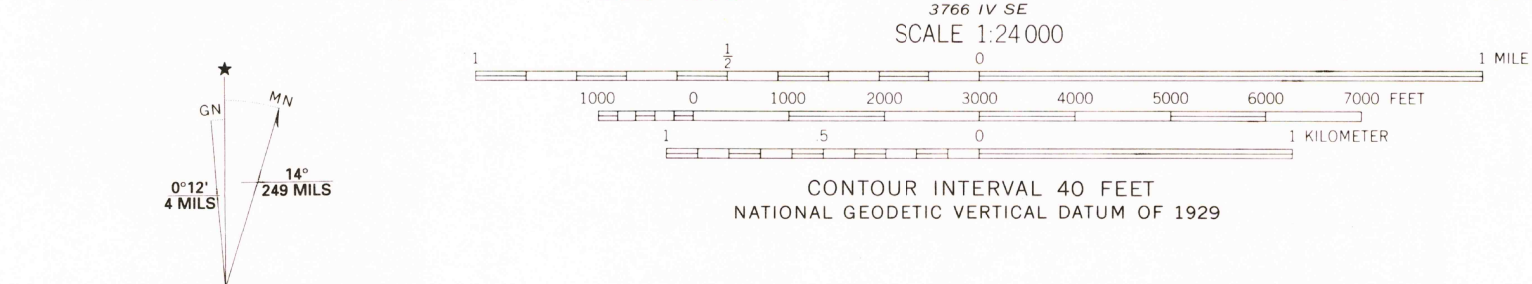 3766 IV SE
SCALE 1:24 000
1 ½ 0 1 MILE
1000 0 1000 2000 3000 4000 5000 6000 7000 FEET
1 .5 0 1 KILOMETER
CONTOUR INTERVAL 40 FEET
NATIONAL GEODETIC VERTICAL DATUM OF 1929
★
GN
MN
0°12'
4 MILS
14°
249 MILS